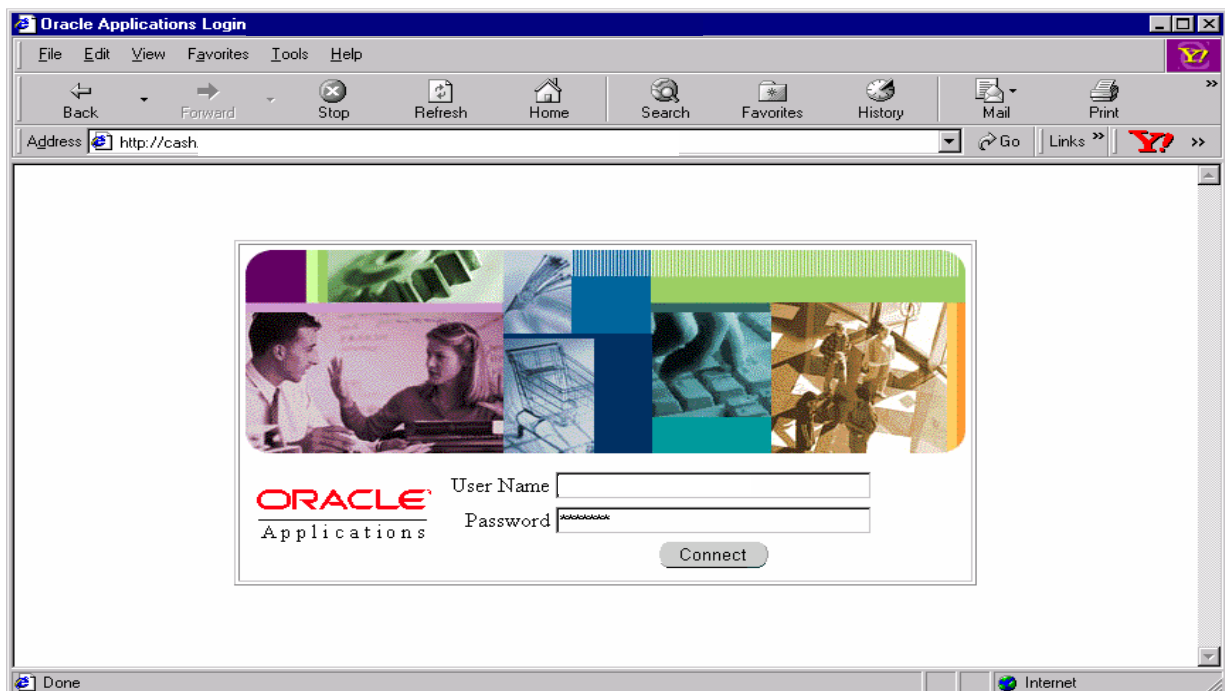 Oracle Applications Login
File Edit View Favorites Tools Help
Back Forward Stop Refresh Home Search Favorites History Mail Print »
Address http://cash. Go Links » Y? »
User Name
ORACLE
Password ********
Applications
Connect
Done Internet